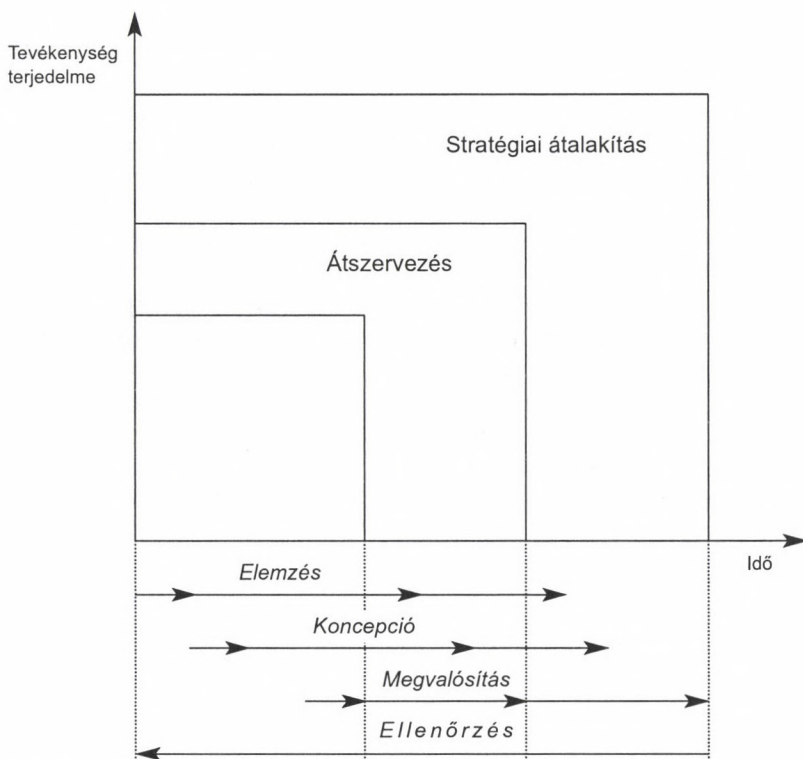 Tevékenység
terjedelme
Stratégiai átalakítás
Átszervezés
Idő
Elemzés
Koncepció
Megvalósítás
Ellenőrzés